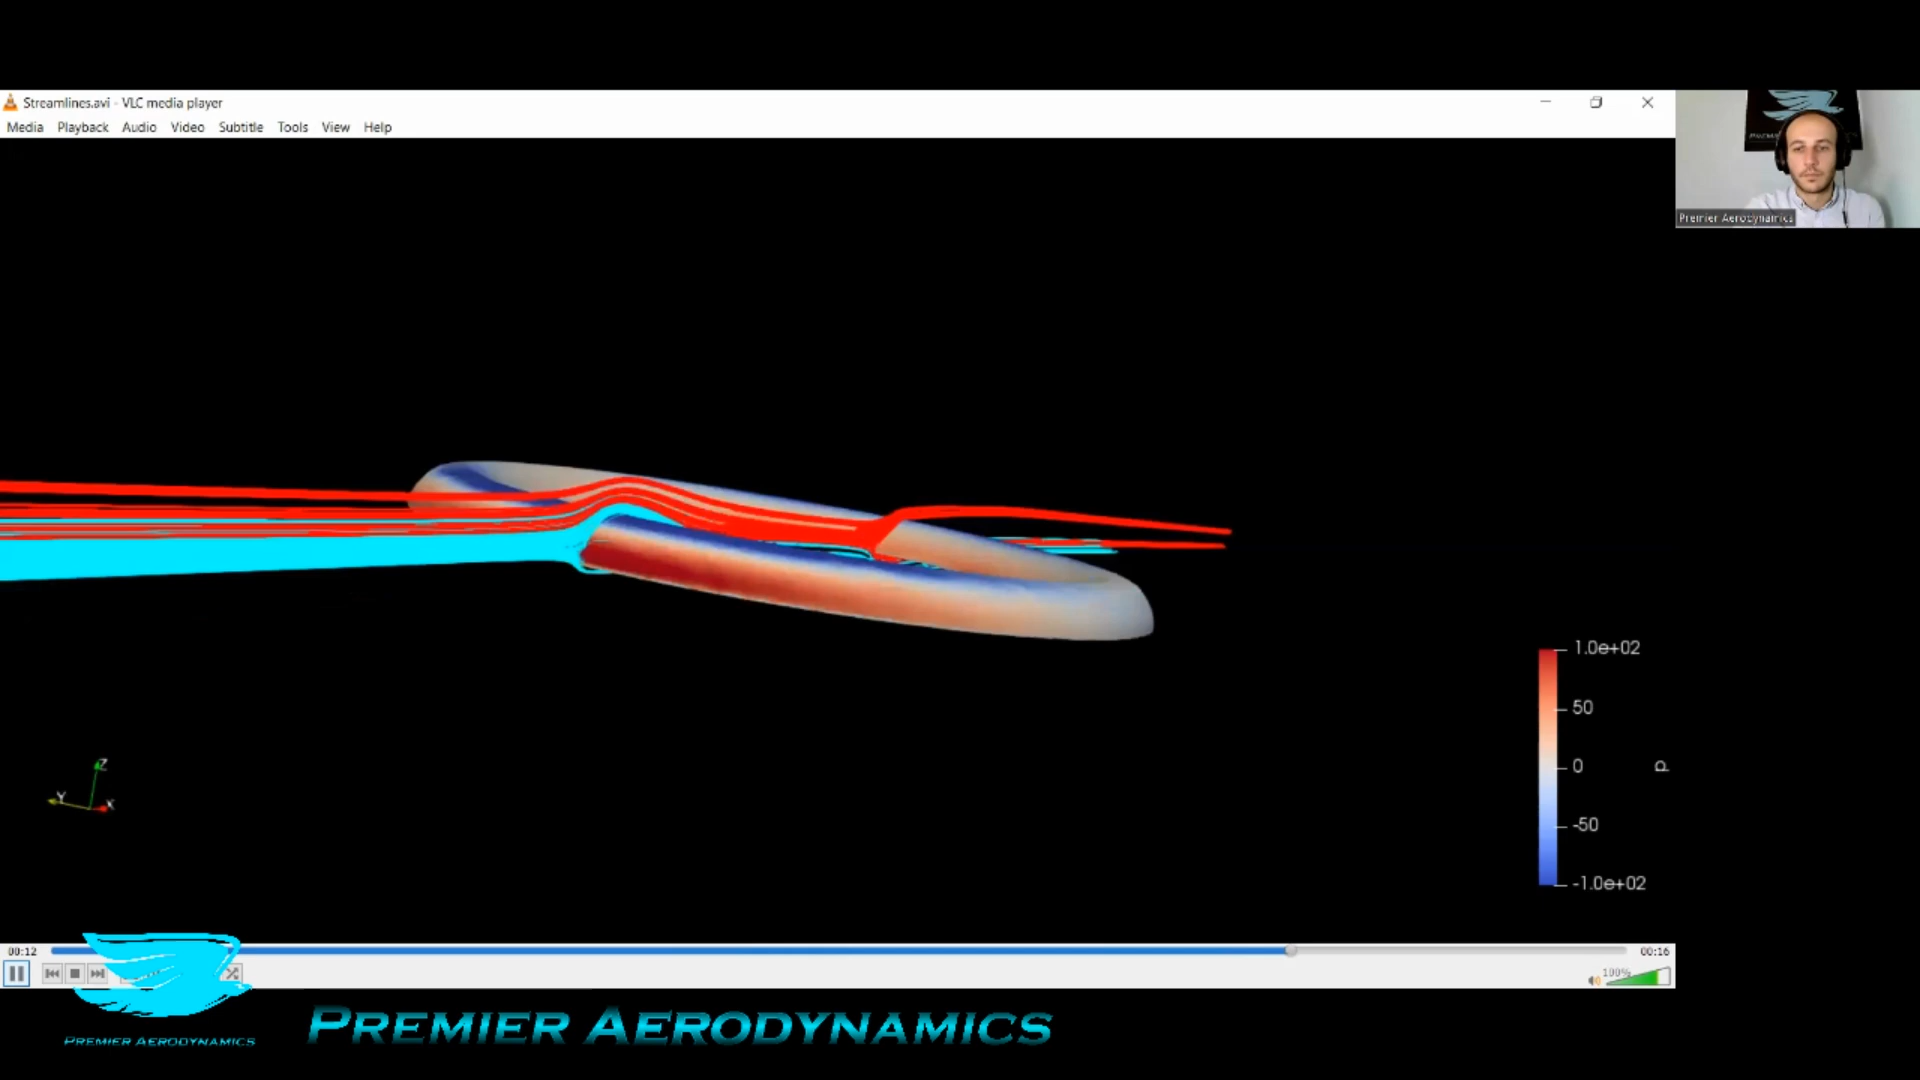 Streamlines.avi - VLC media player
Media Playback Audio Video Subtitle Tools View Help
Premier Aerodynamics
1.0e+02
50
0
-50
-1.0e+02
p
Z
Y
X
00:12
00:16
100%
PREMIER AERODYNAMICS
PREMIER AERODYNAMICS